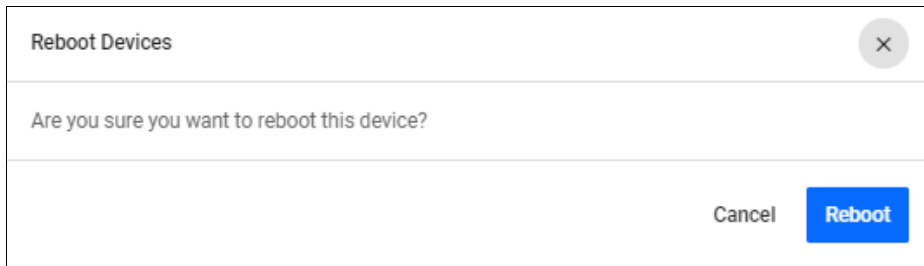 Reboot Devices
Are you sure you want to reboot this device?
Cancel Reboot